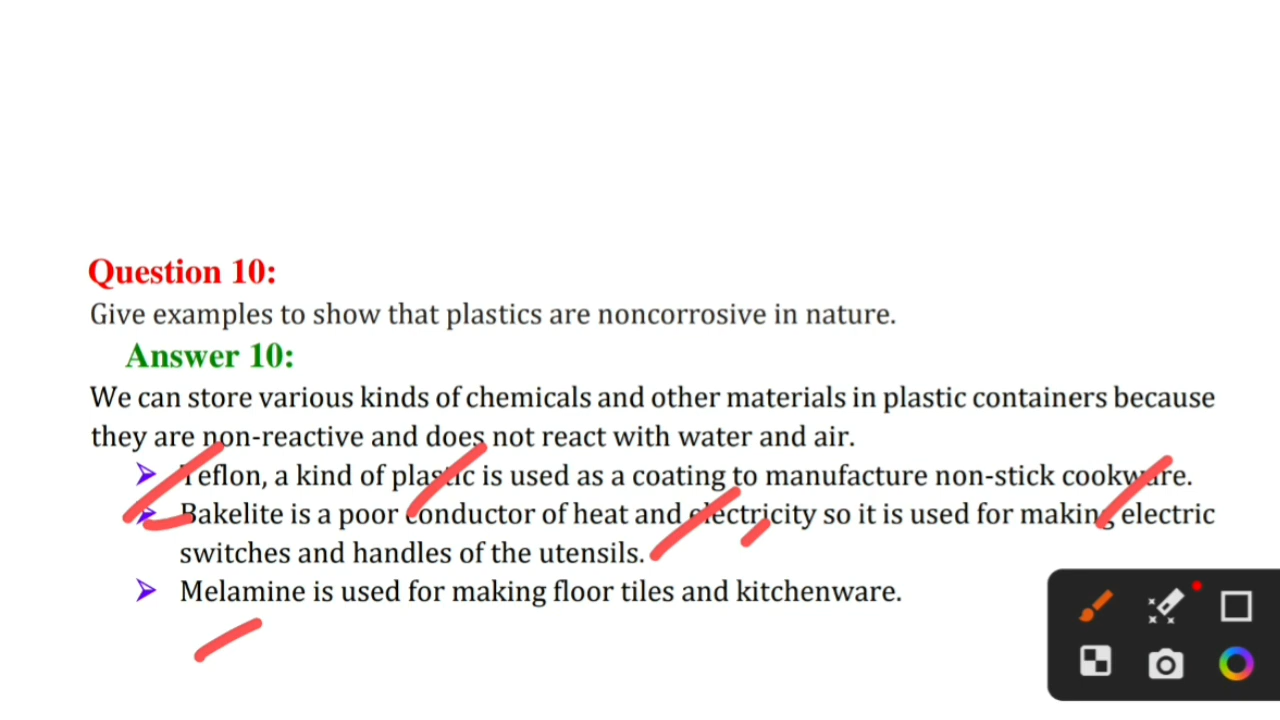 Question 10:
Give examples to show that plastics are noncorrosive in nature.
Answer 10:
We can store various kinds of chemicals and other materials in plastic containers because
they are non-reactive and does not react with water and air.
Teflon, a kind of plastic is used as a coating to manufacture non-stick cookware.
Bakelite is a poor conductor of heat and electricity so it is used for making electric
switches and handles of the utensils.
Melamine is used for making floor tiles and kitchenware.